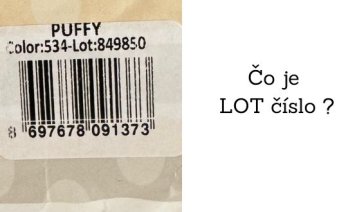 PUFFY
Color:534-Lot:849850
8 697678 091373
Čo je
LOT číslo ?